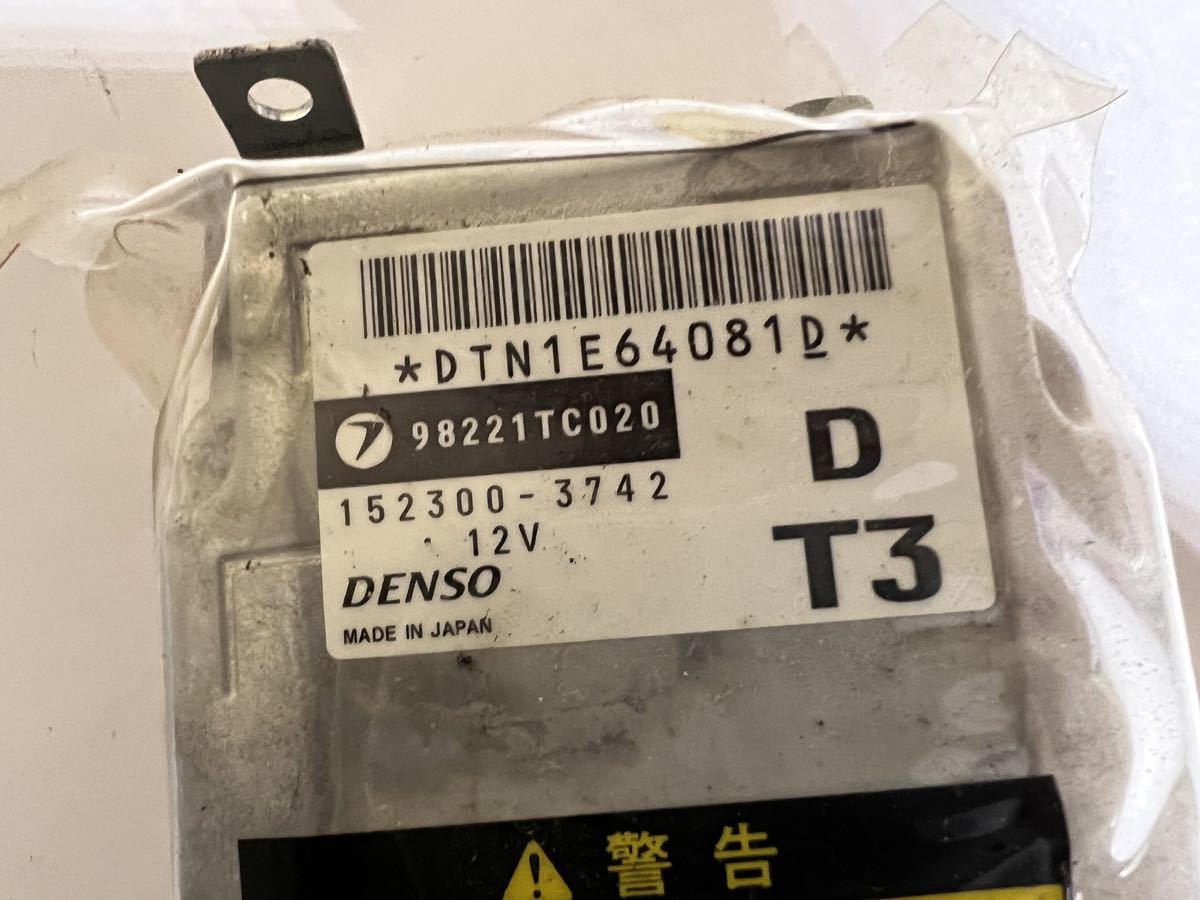 *DTN1E64081D*
98221TC020
D
152300-3742
12V
T3
DENSO
MADE IN JAPAN
警告